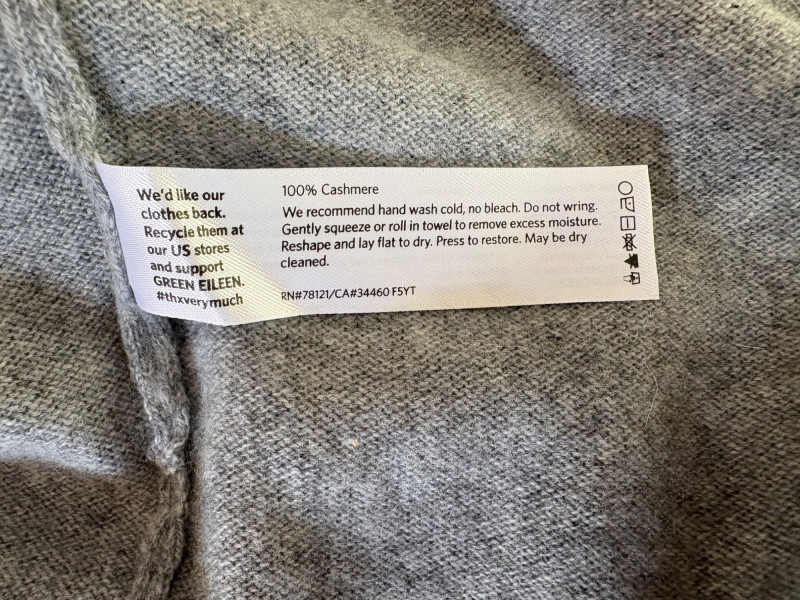 We'd like our
clothes back.
Recycle them at
our US stores
and support
GREEN EILEEN.
#thxverymuch
100% Cashmere
We recommend hand wash cold, no bleach. Do not wring.
Gently squeeze or roll in towel to remove excess moisture.
Reshape and lay flat to dry. Press to restore. May be dry
cleaned.
RN#78121/CA#34460 F5YT